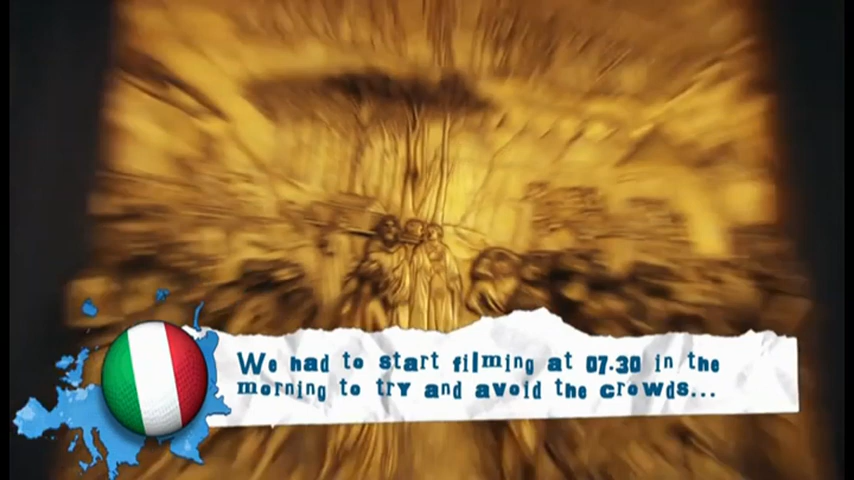 We had to start filming at 07.30 in the
morning to try and avoid the crowds...